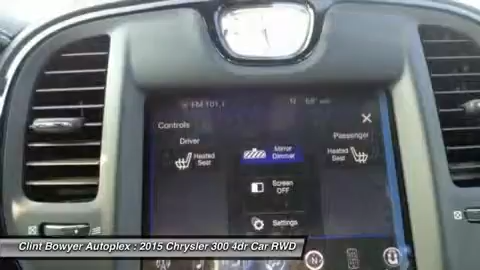 FM 101.1 N 68°
Controls
Driver
Passenger
Mirror
Dimmer
Heated
Seat
Heated
Seat
Screen
OFF
Settings
N
Clint Bowyer Autoplex : 2015 Chrysler 300 4dr Car RWD